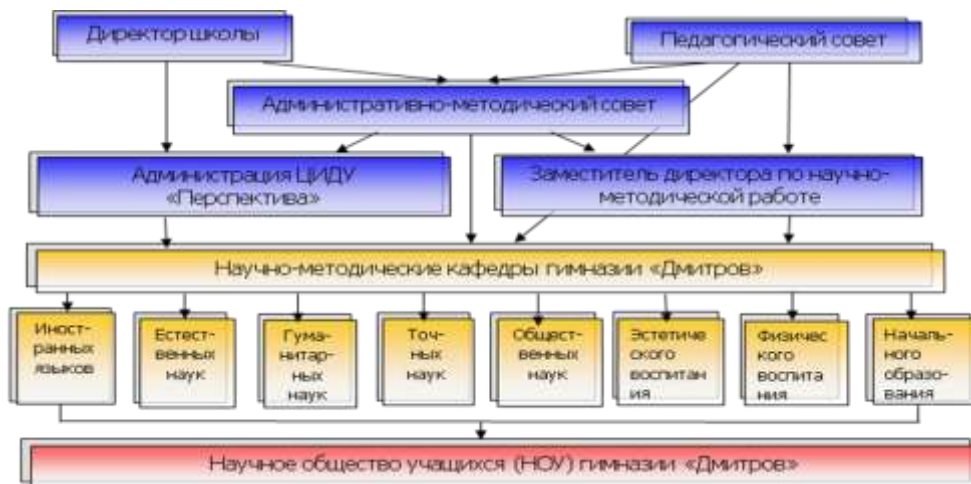 Директор школы
Педагогический совет
Административно-методический совет
Администрация ЦИДУ
«Перспектива»
Заместитель директора по научно-
методической работе
Научно-методические кафедры гимназии «Дмитров»
Иност-
ранных
языков
Естест-
венных
наук
Гума-
нитар-
ных
наук
Точ-
ных
наук
Общест-
венных
наук
Эстетиче
ского
воспитан
ия
Физичес
кого
воспита
ния
Началь-
ного
образо-
вания
Научное общество учащихся (НОУ) гимназии «Дмитров»